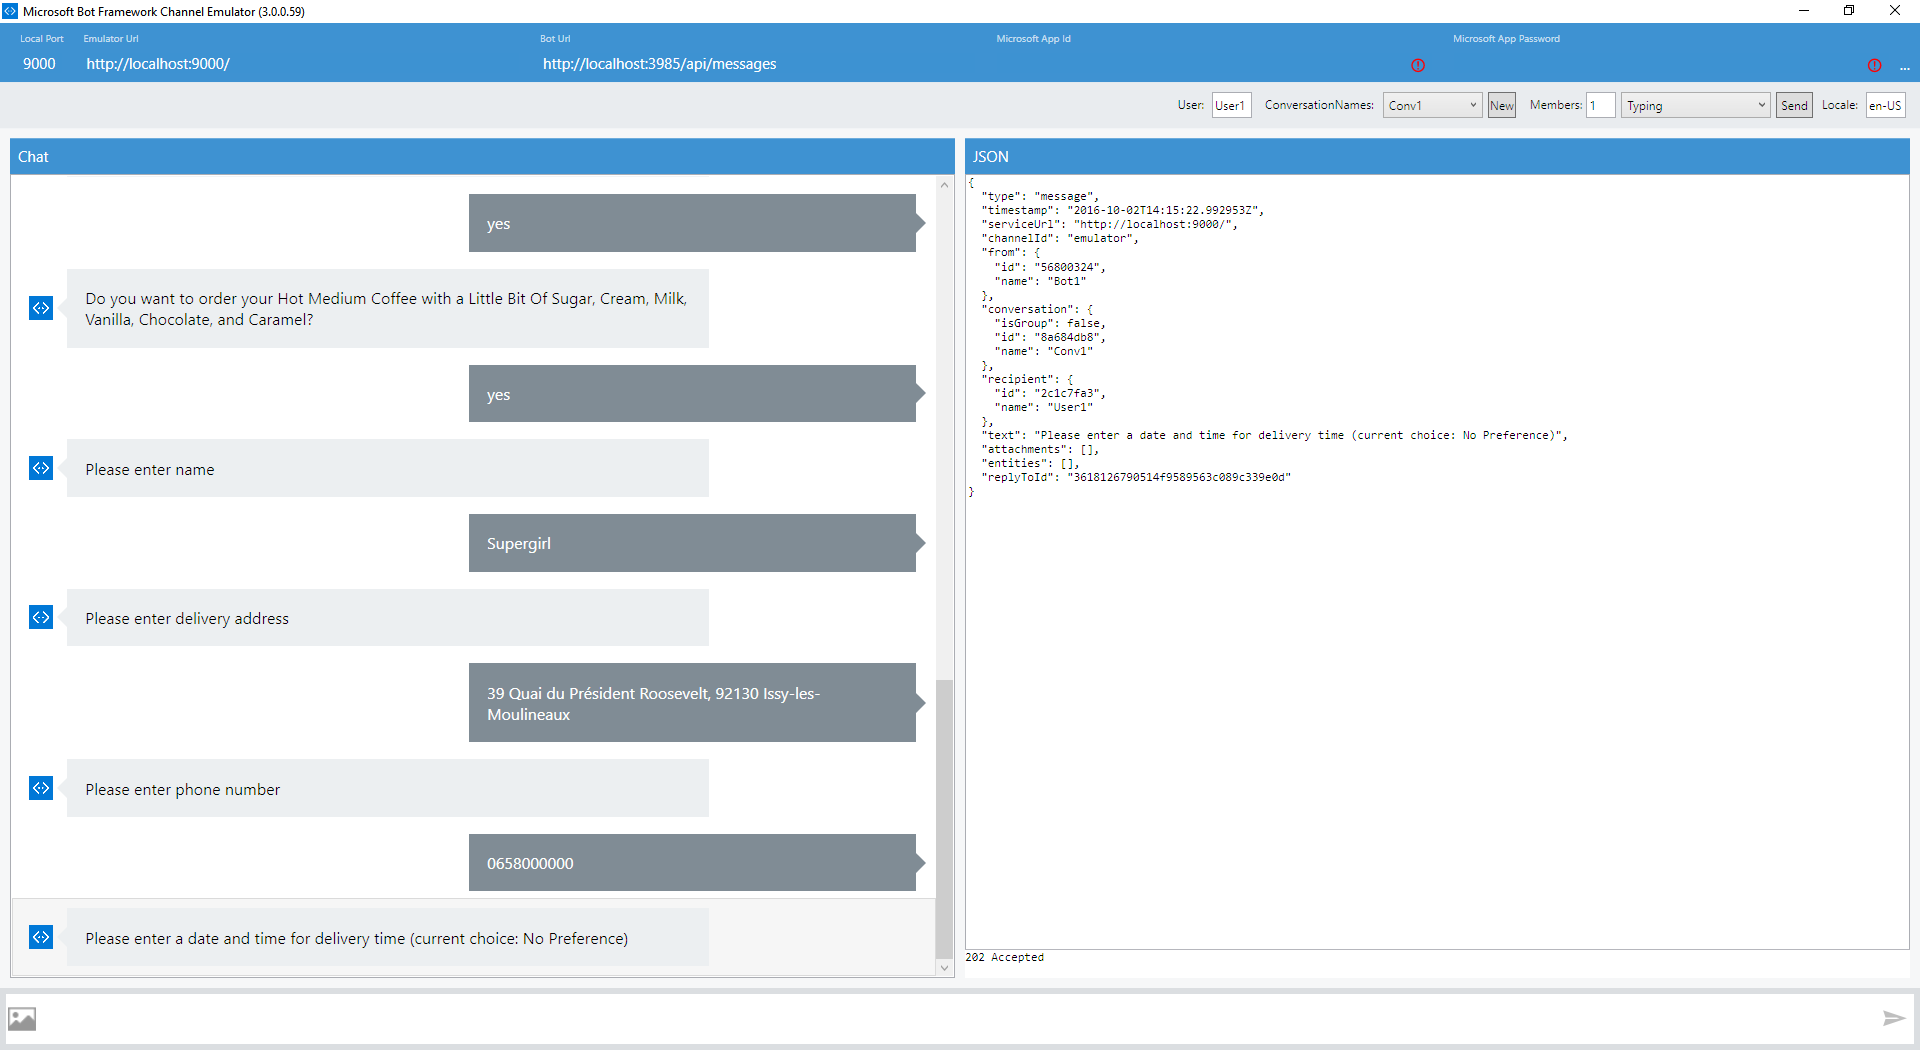 Microsoft Bot Framework Channel Emulator (3.0.0.59)
Local Port
Emulator Url
Bot Url
Microsoft App Id
Microsoft App Password
9000
http://localhost:9000/
http://localhost:3985/api/messages
...
User:
User1
ConversationNames:
Conv1
New
Members:
1
Typing
Send
Locale:
en-US
Chat
yes
Do you want to order your Hot Medium Coffee with a Little Bit Of Sugar, Cream, Milk,
Vanilla, Chocolate, and Caramel?
yes
Please enter name
Supergirl
Please enter delivery address
39 Quai du Président Roosevelt, 92130 Issy-les-
Moulineaux
Please enter phone number
0658000000
Please enter a date and time for delivery time (current choice: No Preference)
JSON
{
"type": "message",
"timestamp": "2016-10-02T14:15:22.992953Z",
"serviceUrl": "http://localhost:9000/",
"channelId": "emulator",
"from": {
"id": "56800324",
"name": "Bot1"
},
"conversation": {
"isGroup": false,
"id": "8a684db8",
"name": "Conv1"
},
"recipient": {
"id": "2c1c7fa3",
"name": "User1"
},
"text": "Please enter a date and time for delivery time (current choice: No Preference)",
"attachments": [],
"entities": [],
"replyToId": "3618126790514f9589563c089c339e0d"
}
202 Accepted